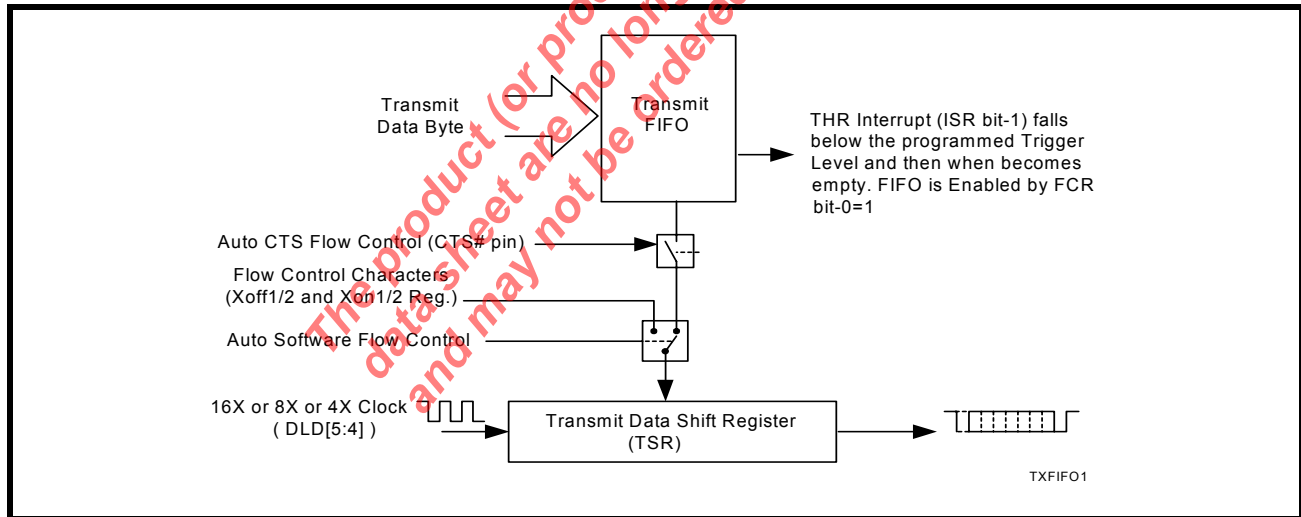 Transmit
Data Byte
Transmit
FIFO
THR Interrupt (ISR bit-1) falls
below the programmed Trigger
Level and then when becomes
empty. FIFO is Enabled by FCR
bit-0=1
Auto CTS Flow Control (CTS# pin)
Flow Control Characters
(Xoff1/2 and Xon1/2 Reg.)
Auto Software Flow Control
16X or 8X or 4X Clock
( DLD[5:4] )
Transmit Data Shift Register
(TSR)
TXFIFO1
The product (or
data sheet are no
and may not be ordered